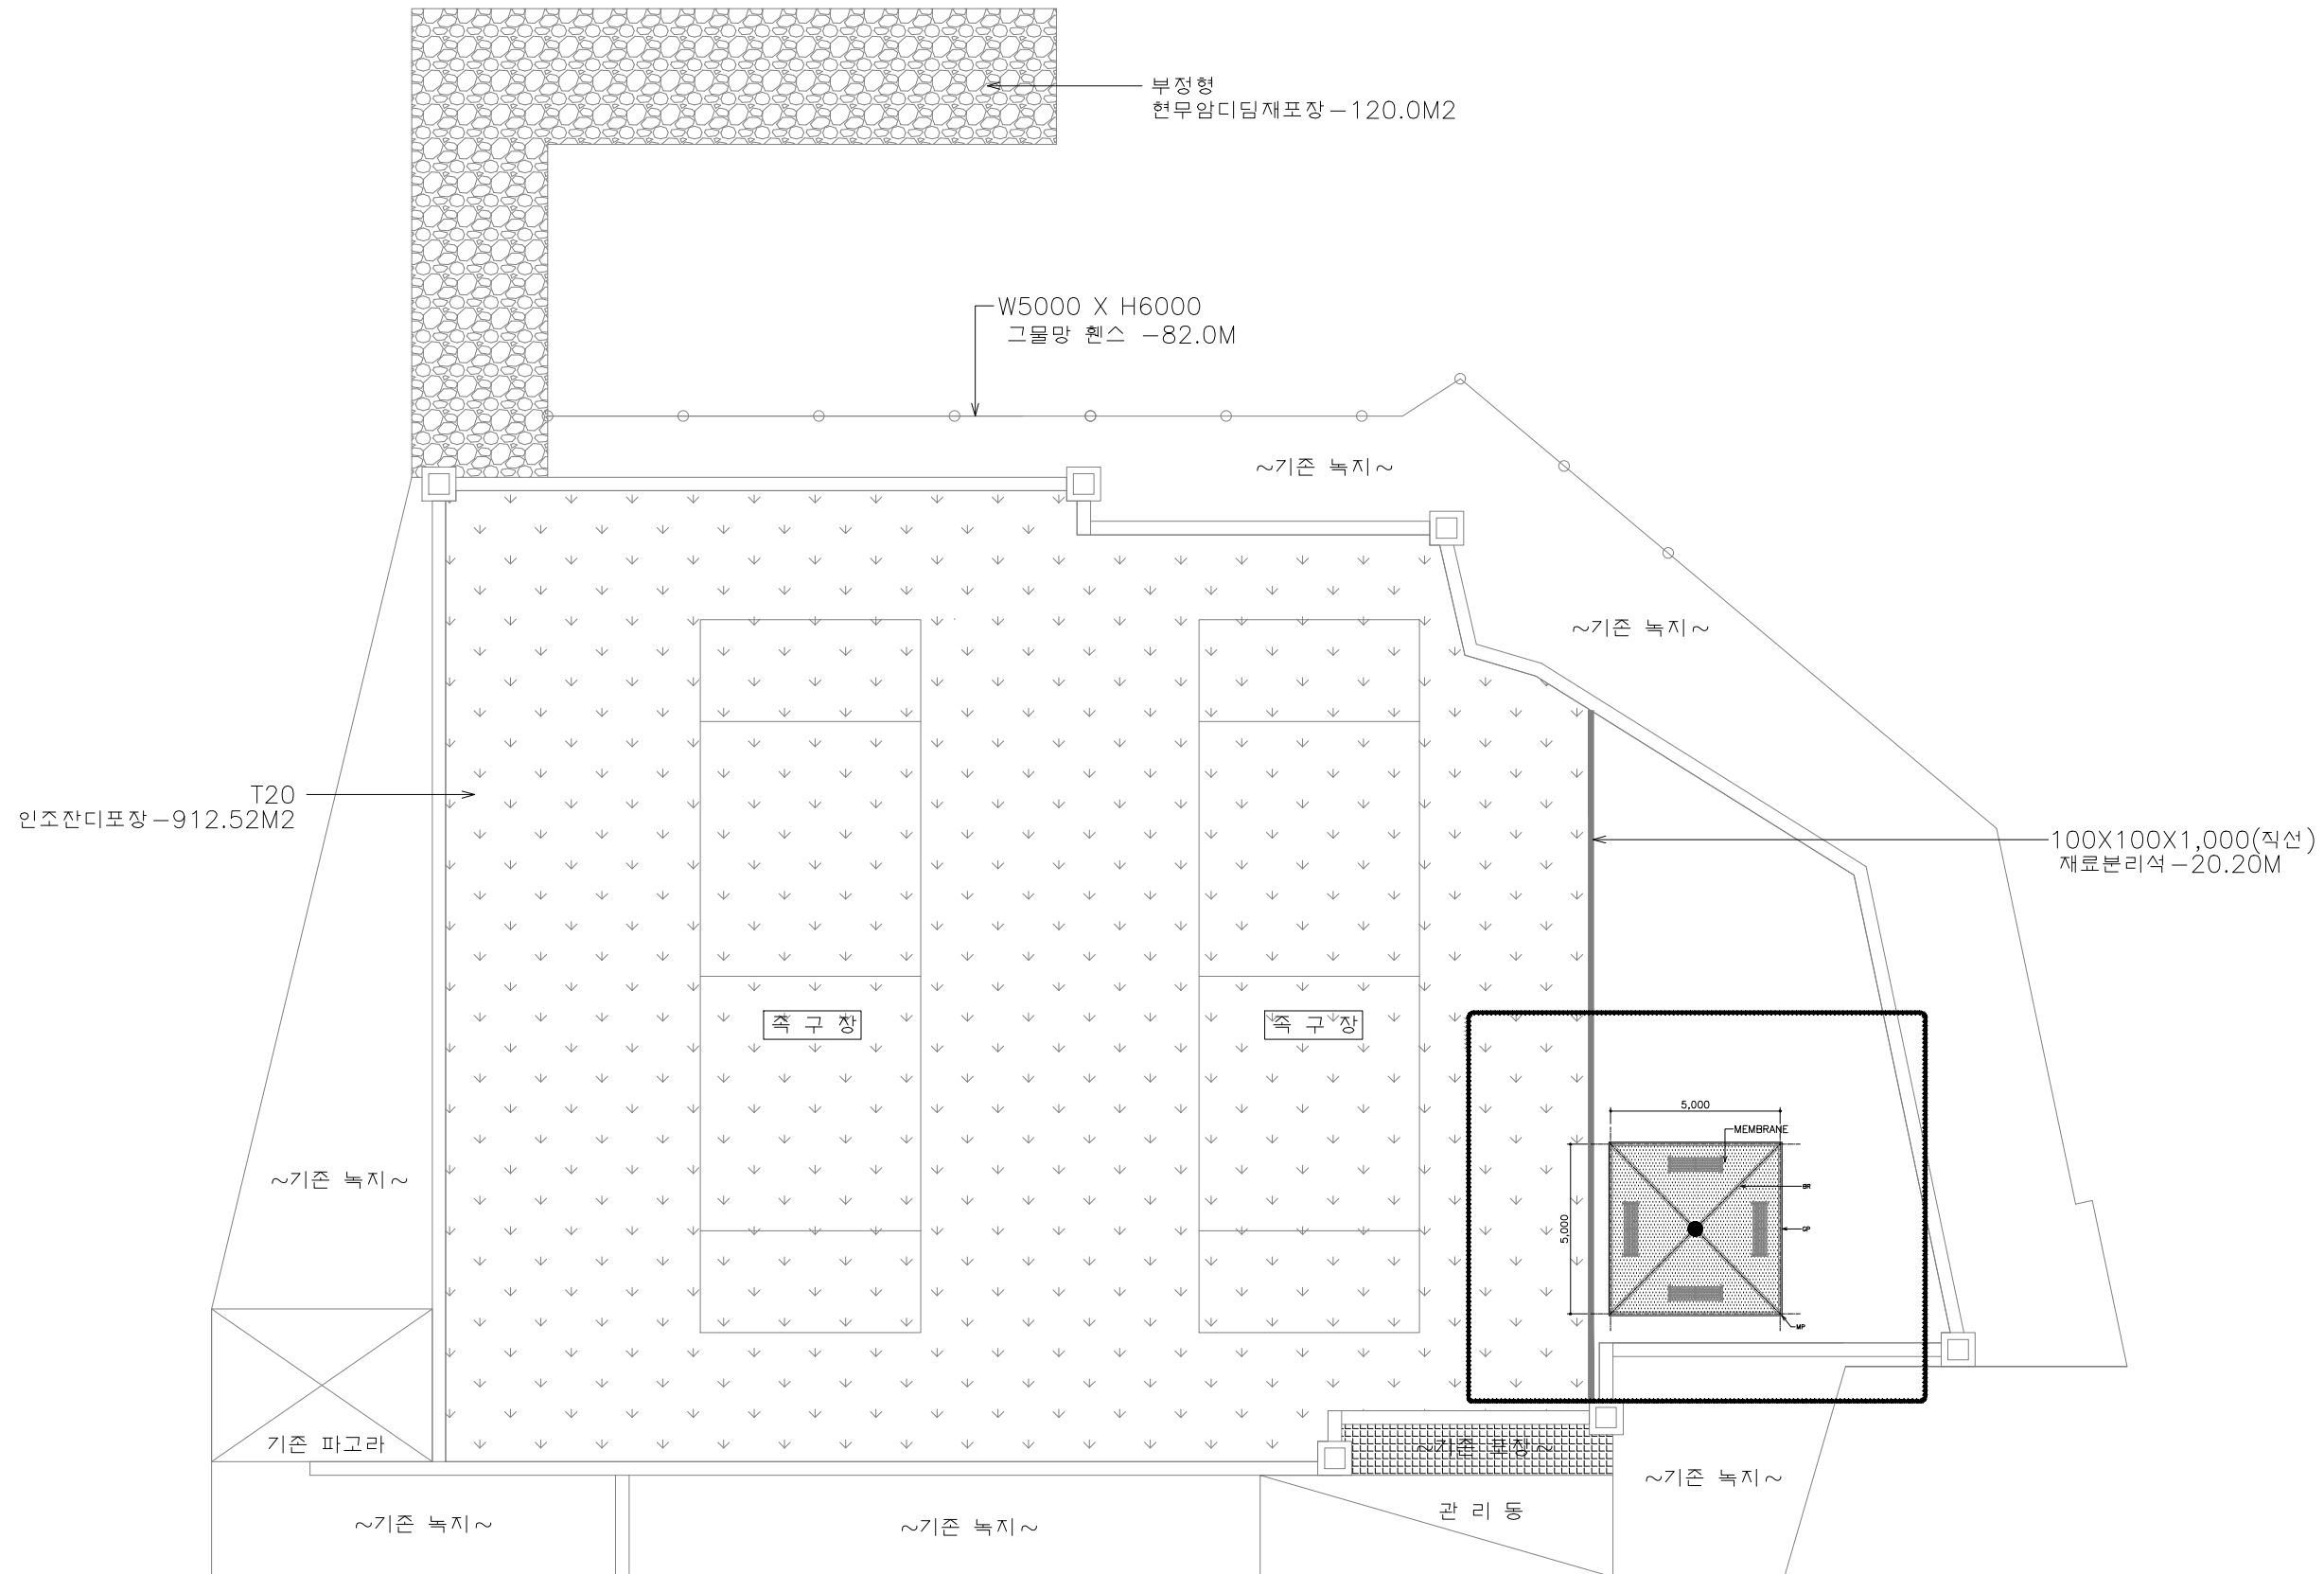 부정형
현무암디딤재포장-120.0M2
W5000 X H6000
그물망 휀스 -82.0M
~기존 녹지~
~기존 녹지~
T20
인조잔디포장-912.52M2
100X100X1,000(직선)
재료분리석-20.20M
족 구 장
족 구 장
5,000
MEMBRANE
BR
5,000
GP
MP
~기존 녹지~
기존 파고라
~기존 포장~
~기존 녹지~
관 리 동
~기존 녹지~
~기존 녹지~